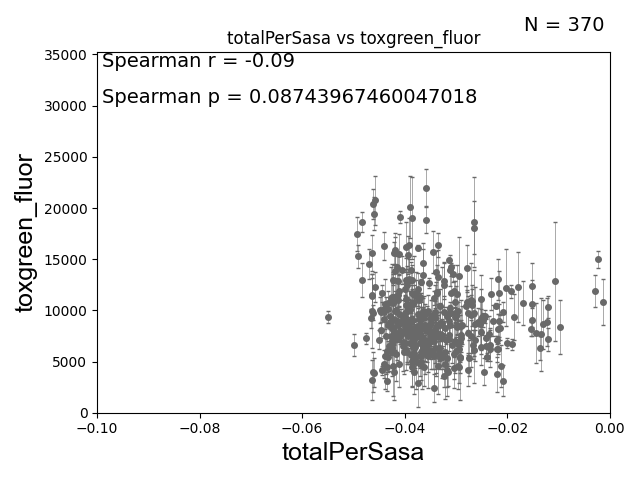 N = 370
totalPerSasa vs toxgreen_fluor
Spearman r = -0.09
Spearman p = 0.08743967460047018
toxgreen_fluor
35000
30000
25000
20000
15000
10000
5000
0
−0.10 −0.08 −0.06 −0.04 −0.02 0.00
totalPerSasa